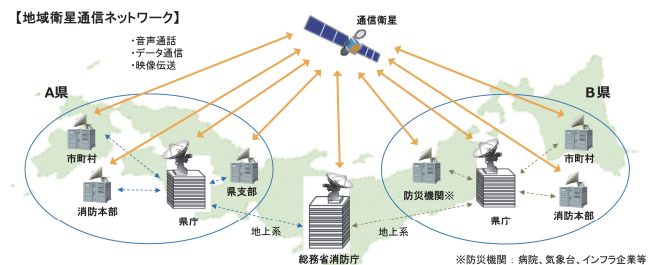 【地域衛星通信ネットワーク】
・音声通話
・データ通信
・映像伝送
通信衛星
A県
B県
市町村
消防本部
県庁
県支部
地上系
総務省消防庁
地上系
防災機関※
県庁
市町村
消防本部
※防災機関：病院、気象台、インフラ企業等